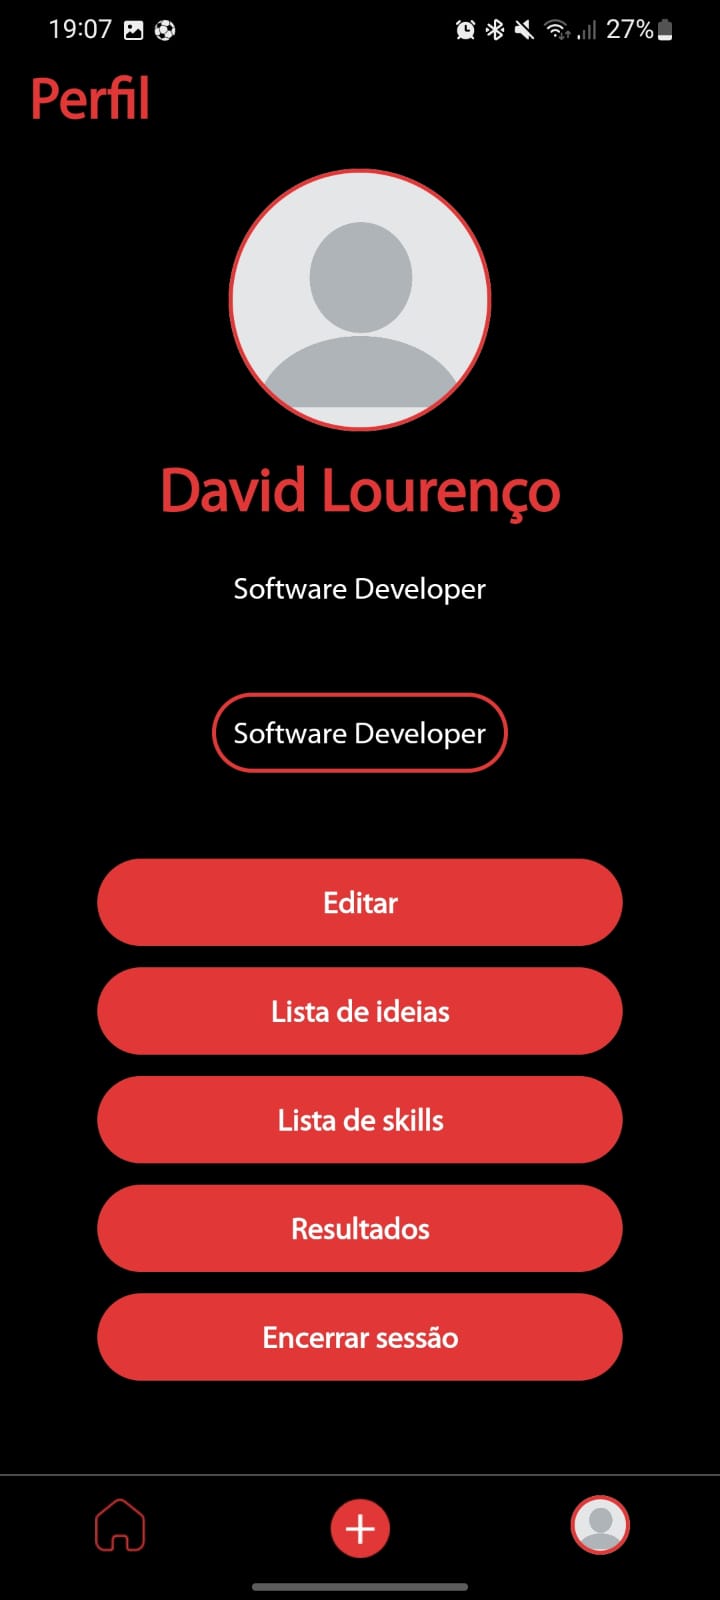 19:07
27%
Perfil
David Lourenço
Software Developer
Software Developer
Editar
Lista de ideias
Lista de skills
Resultados
Encerrar sessão